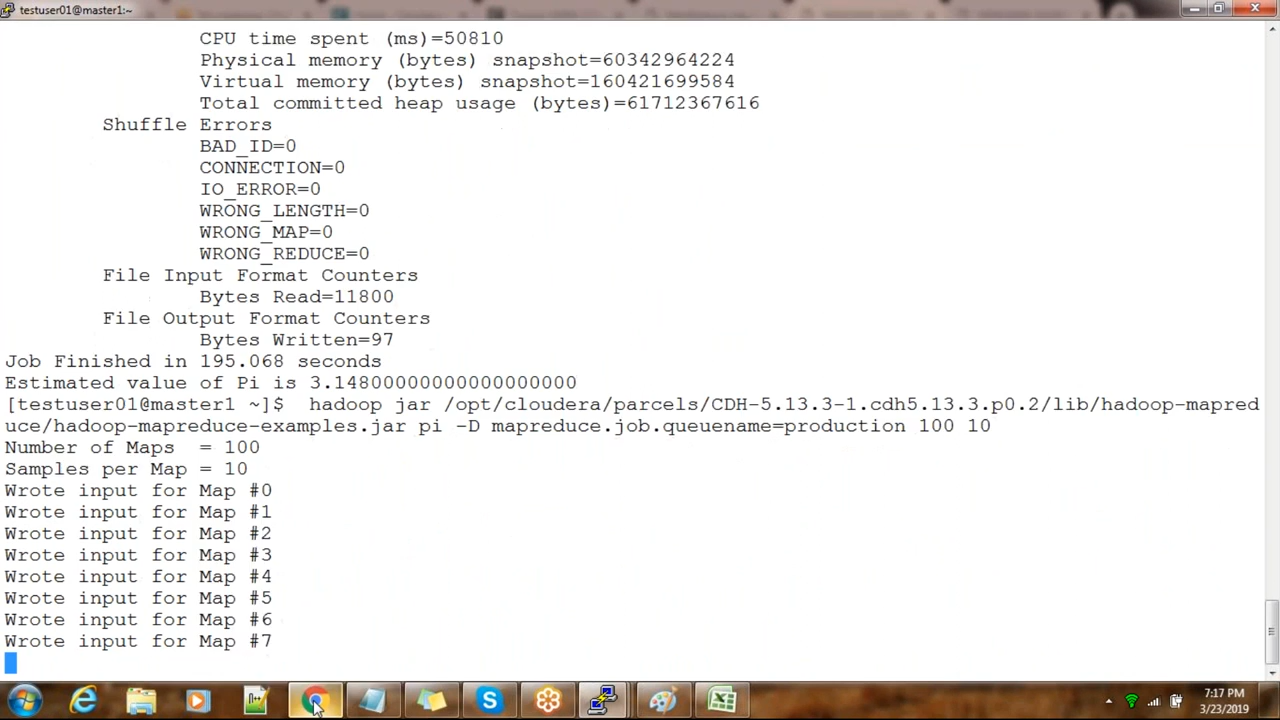 testuser01@master1:~
CPU time spent (ms)=50810
Physical memory (bytes) snapshot=60342964224
Virtual memory (bytes) snapshot=160421699584
Total committed heap usage (bytes)=61712367616
Shuffle Errors
BAD_ID=0
CONNECTION=0
IO_ERROR=0
WRONG_LENGTH=0
WRONG_MAP=0
WRONG_REDUCE=0
File Input Format Counters
Bytes Read=11800
File Output Format Counters
Bytes Written=97
Job Finished in 195.068 seconds
Estimated value of Pi is 3.14800000000000000000
[testuser01@master1 ~]$  hadoop jar /opt/cloudera/parcels/CDH-5.13.3-1.cdh5.13.3.p0.2/lib/hadoop-mapred
uce/hadoop-mapreduce-examples.jar pi -D mapreduce.job.queuename=production 100 10
Number of Maps  = 100
Samples per Map = 10
Wrote input for Map #0
Wrote input for Map #1
Wrote input for Map #2
Wrote input for Map #3
Wrote input for Map #4
Wrote input for Map #5
Wrote input for Map #6
Wrote input for Map #7
7:17 PM
3/23/2019